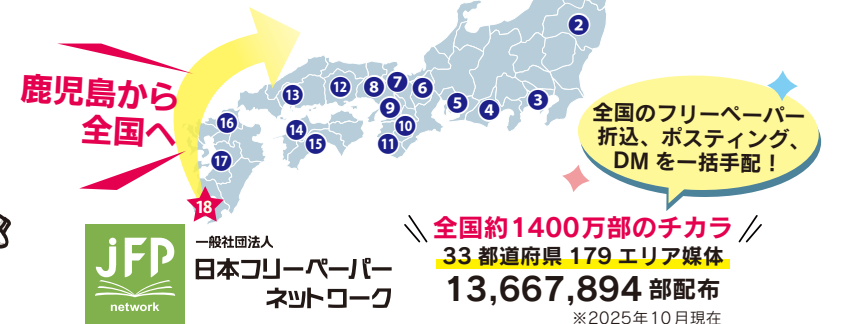 鹿児島から
全国へ
2
3
4
5
6
7
8
9
10
11
12
13
14
15
16
17
18
全国のフリーペーパー
折込、ポスティング、
DMを一括手配！
jFP
network
一般社団法人
日本フリーペーパー
ネットワーク
全国約1400万部のチカラ
33都道府県179エリア媒体
13,667,894部配布
※2025年10月現在